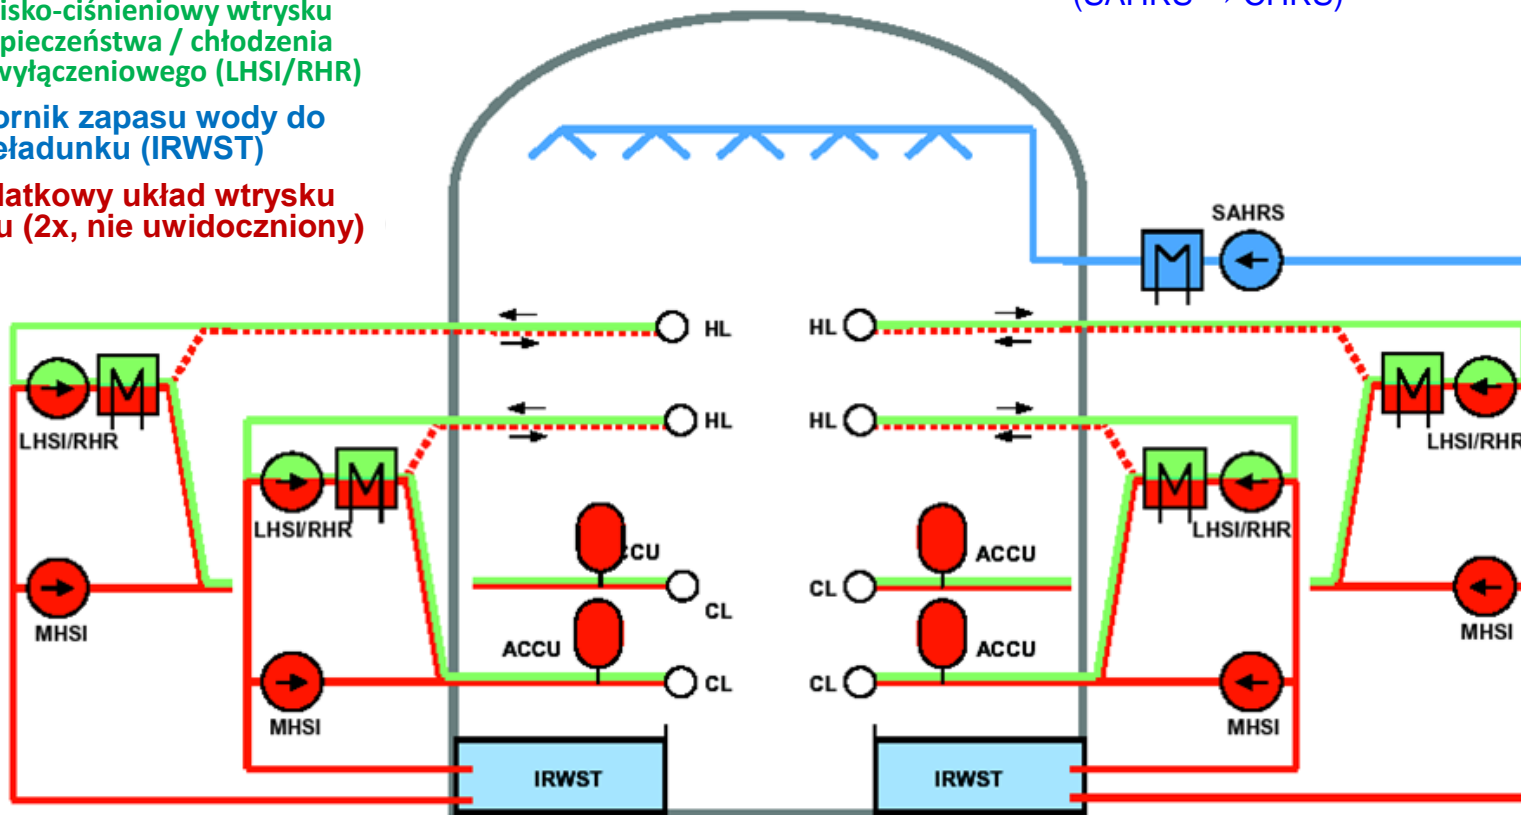 isko-ciśnieniowy wtrysku
pieczeństwa / chłodzenia
wyłączeniowego (LHSI/RHR)
ornik zapasu wody do
eładunku (IRWST)
latkowy układ wtrysku
u (2x, nie uwidoczniony)
SAHRS
HL
HL
LHSI/RHR
LHSI/RHR
HL
HL
LHSI/RHR
LHSI/RHR
CCU
ACCU
CL
CL
MHSI
MHSI
CL
ACCU
ACCU
CL
MHSI
MHSI
IRWST
IRWST